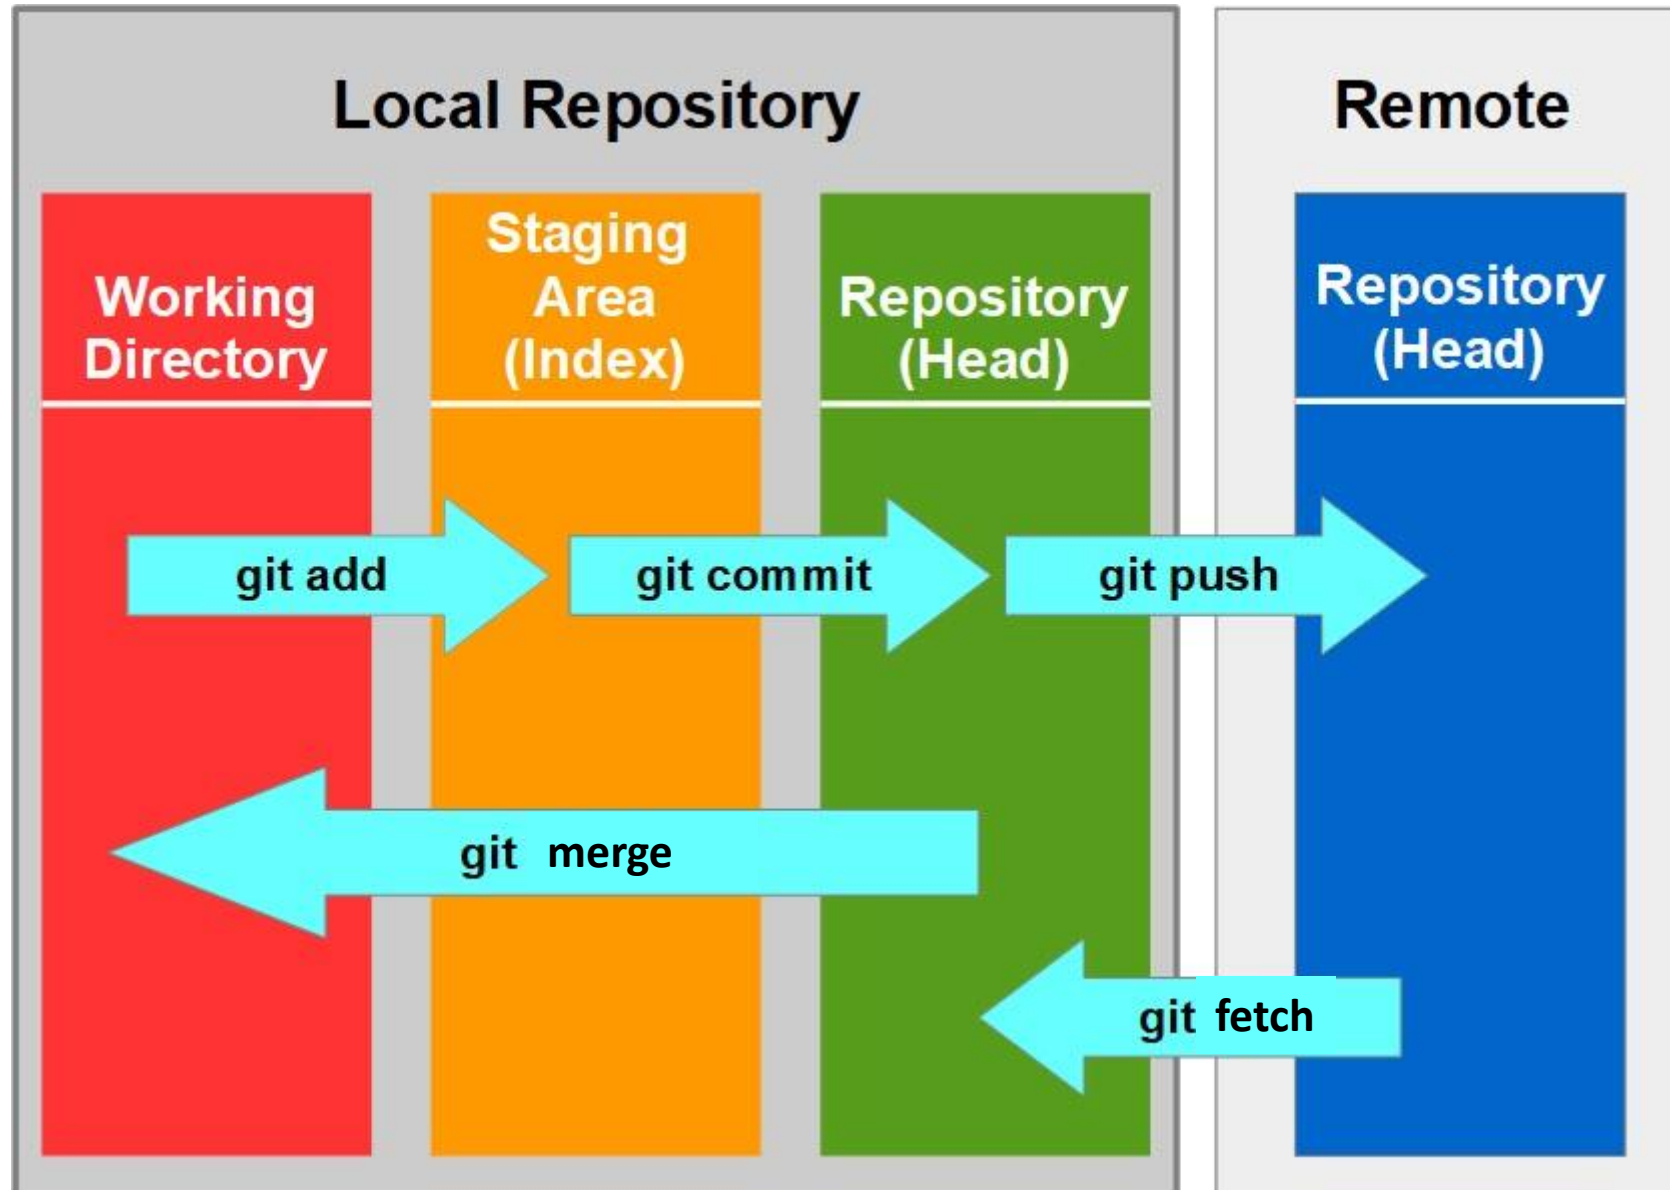 Local Repository
Remote
Working
Directory
Staging
Area
(Index)
Repository
(Head)
Repository
(Head)
git add
git commit
git push
git merge
git fetch